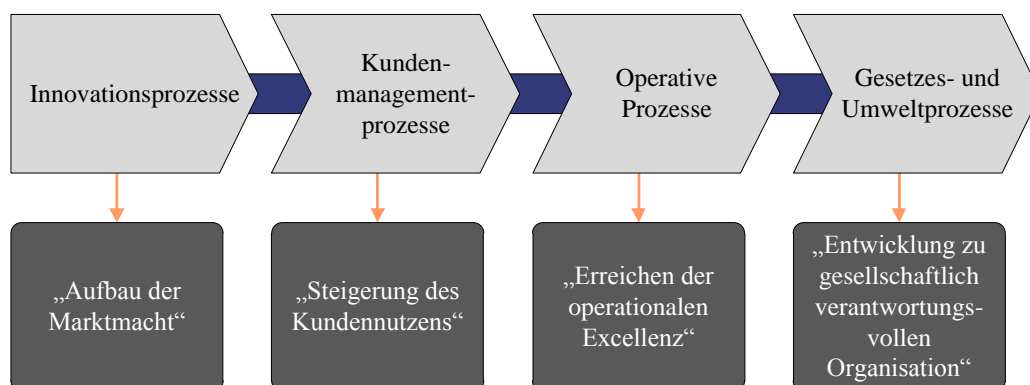 Innovationsprozesse
Kunden-
management-
prozesse
Operative
Prozesse
Gesetzes- und
Umweltprozesse
„Aufbau der
Marktmacht“
„Steigerung des
Kundennutzens“
„Erreichen der
operationalen
Excellenz“
„Entwicklung zu
gesellschaftlich
verantwortungs-
vollen
Organisation“